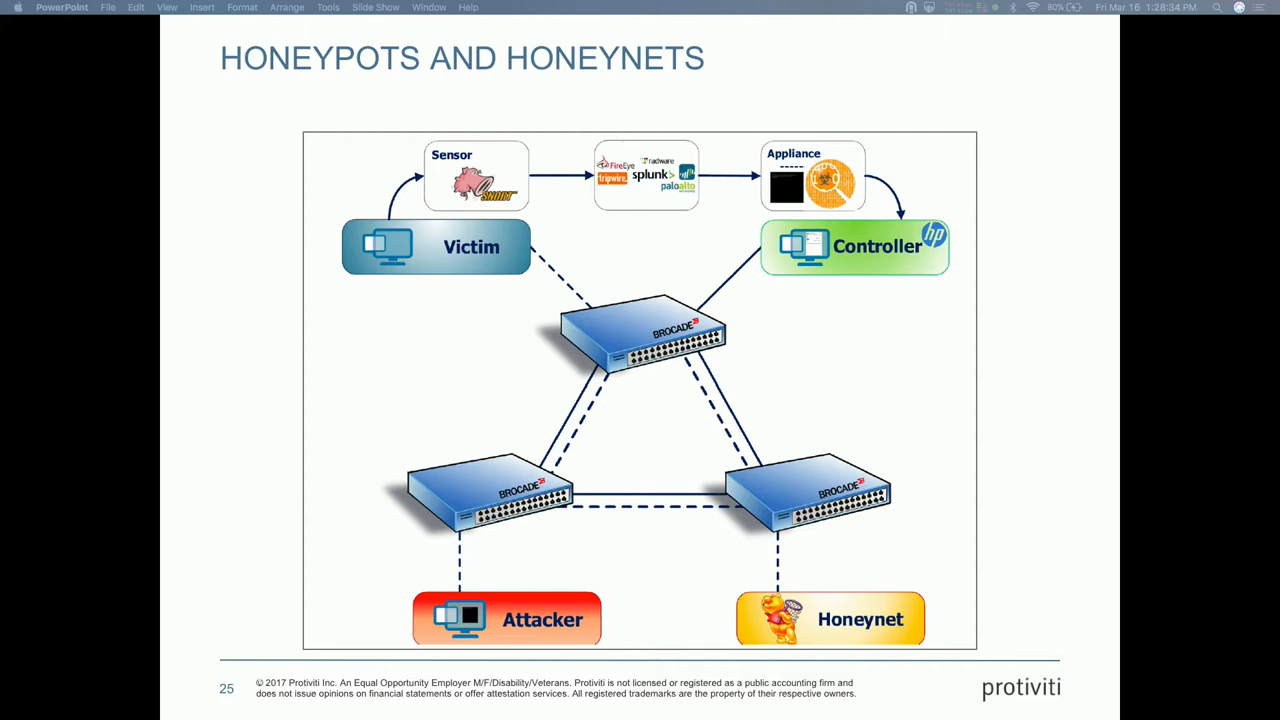 PowerPoint File Edit View Insert Format Arrange Tools Slide Show Window Help 80% Fri Mar 16 1:28:34 PM
HONEYPOTS AND HONEYNETS
Sensor
SNORT
FireEye
radware
tripwire
splunk>
paloalto
Appliance
Victim
Controller
hp
BROCADE
BROCADE
BROCADE
Attacker
Honeynet
25
© 2017 Protiviti Inc. An Equal Opportunity Employer M/F/Disability/Veterans. Protiviti is not licensed or registered as a public accounting firm and
does not issue opinions on financial statements or offer attestation services. All registered trademarks are the property of their respective owners.
protiviti